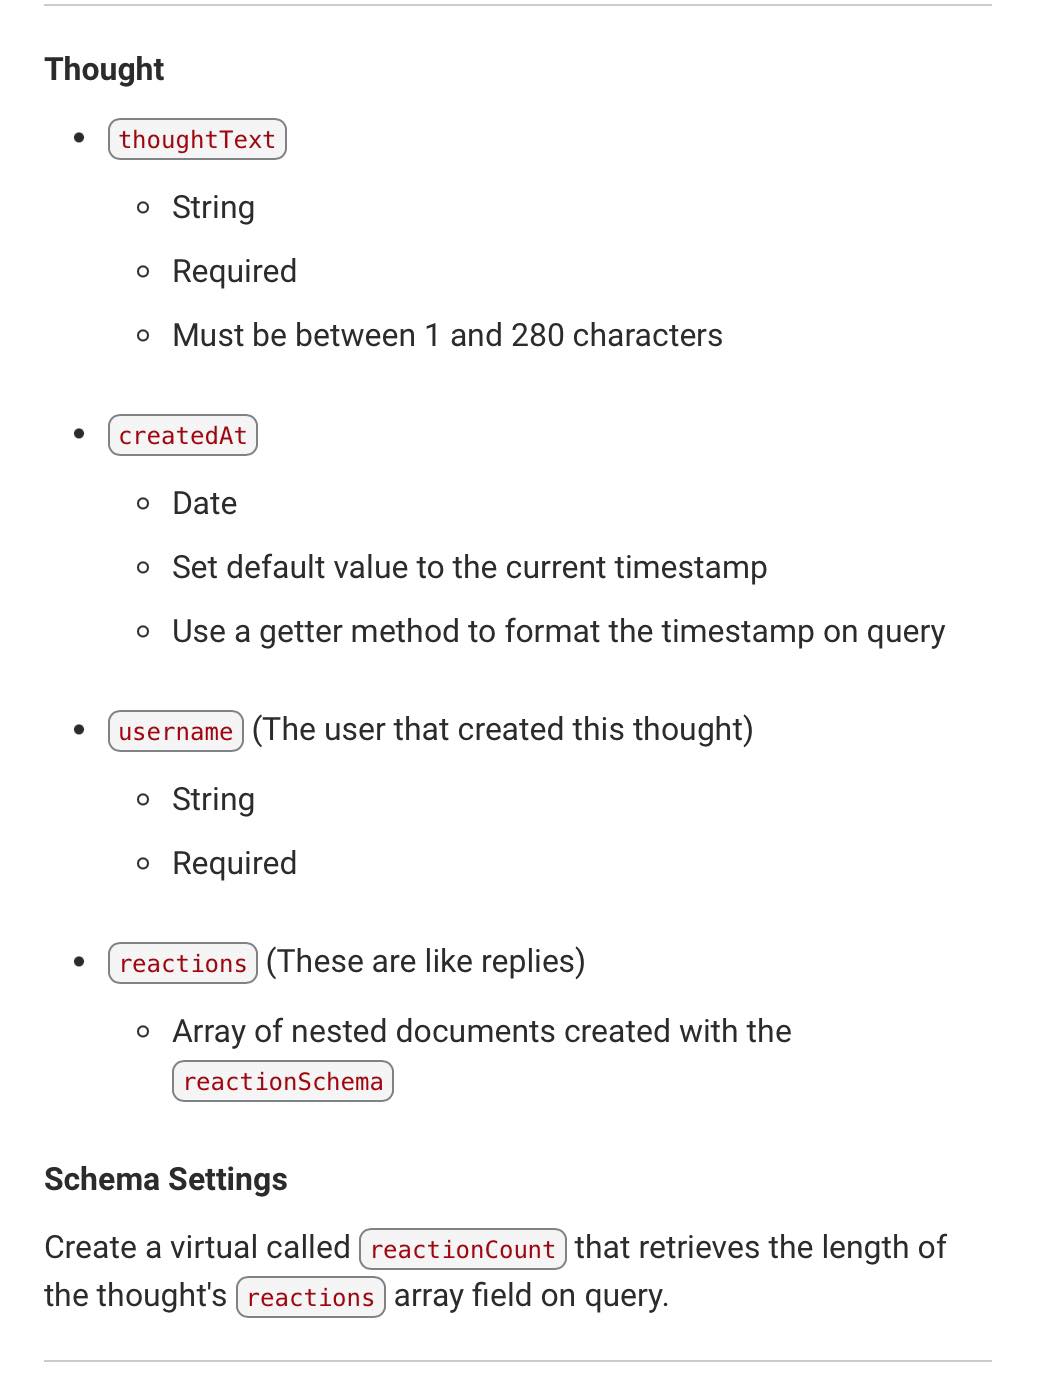 Thought
thoughtText
String
Required
Must be between 1 and 280 characters
createdAt
Date
Set default value to the current timestamp
Use a getter method to format the timestamp on query
username (The user that created this thought)
String
Required
reactions (These are like replies)
Array of nested documents created with the
reactionSchema
Schema Settings
Create a virtual called reactionCount that retrieves the length of
the thought's reactions array field on query.